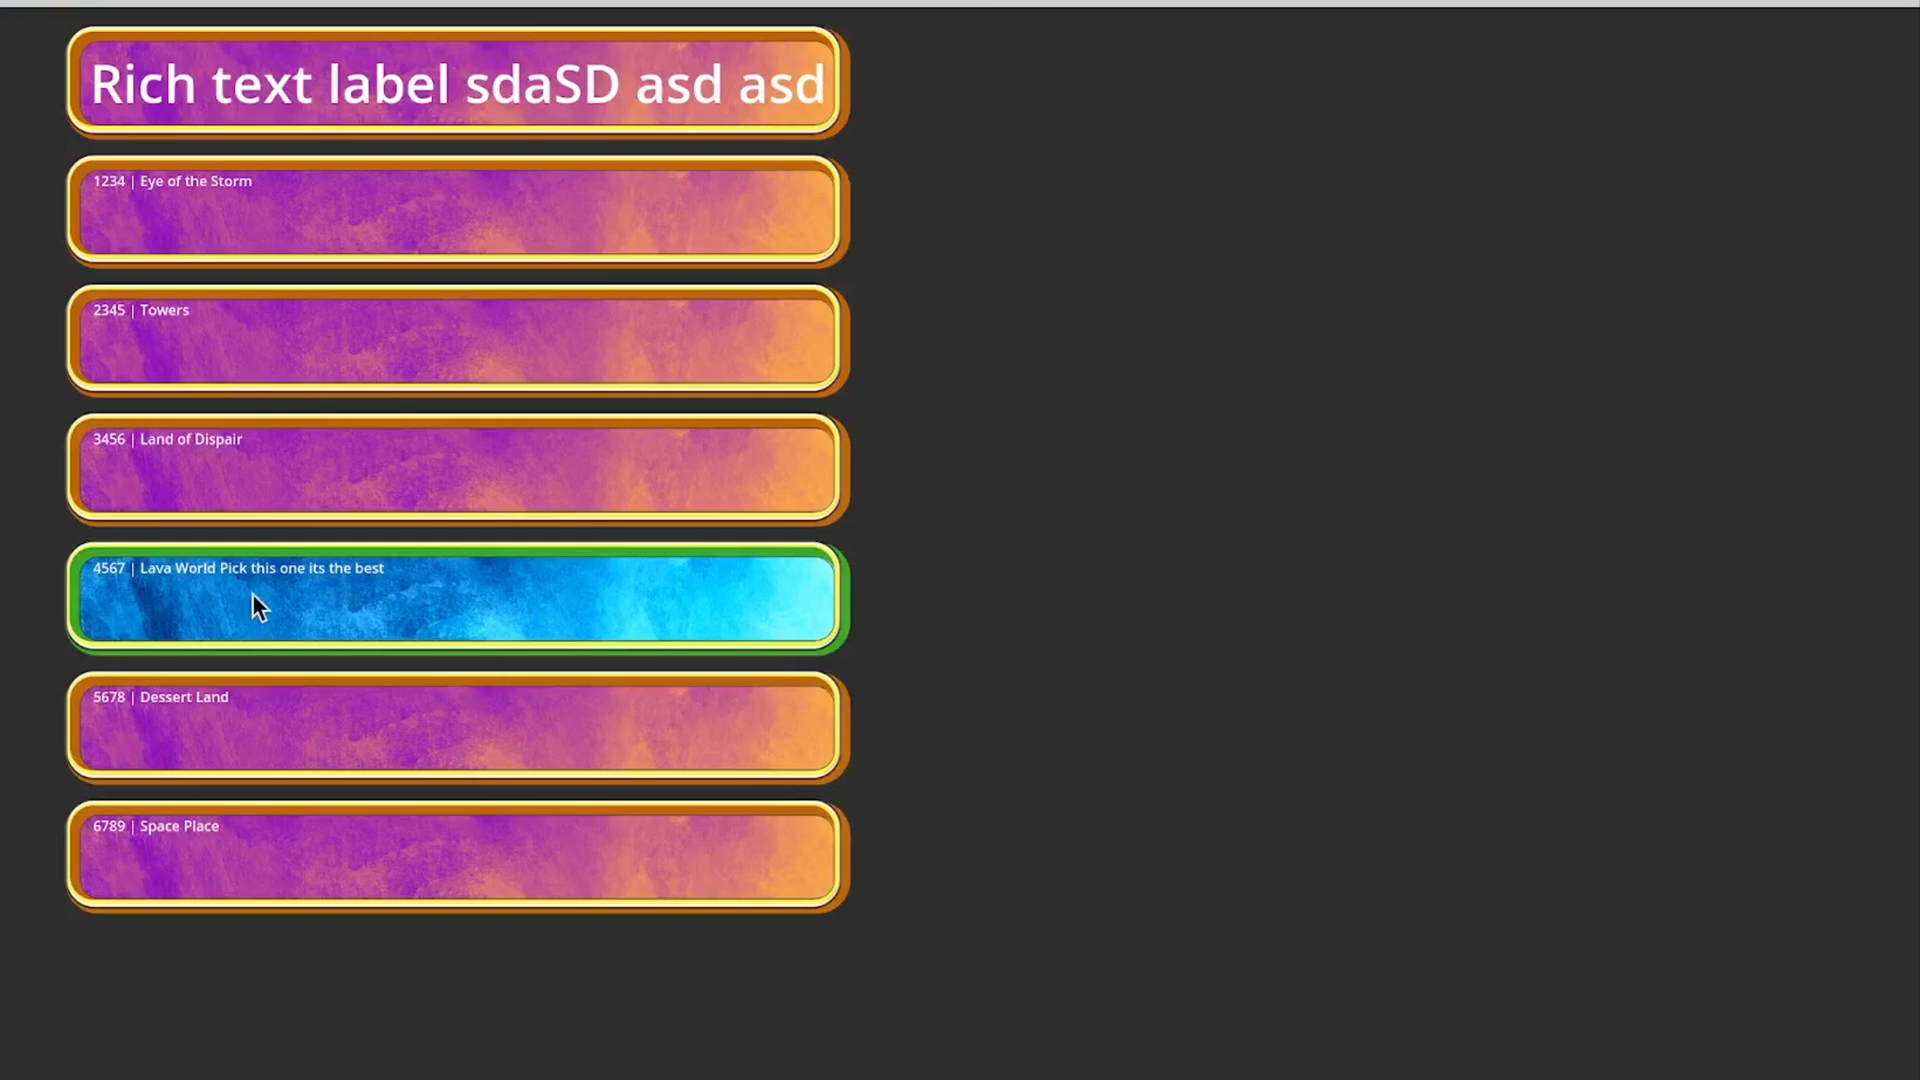 Rich text label sdaSD asd asd
1234 | Eye of the Storm
2345 | Towers
3456 | Land of Dispair
4567 | Lava World Pick this one its the best
5678 | Dessert Land
6789 | Space Place